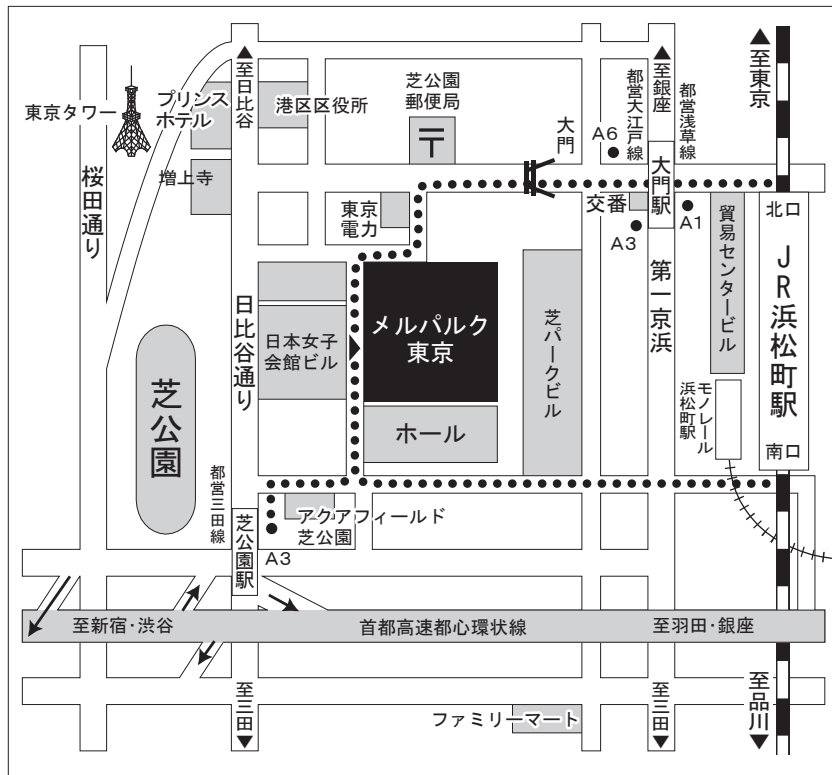 至日比谷
芝公園
郵便局
〒
至銀座
都営大江戸線
都営浅草線
至東京
東京タワー
プリンス
ホテル
港区区役所
大門
A6
桜田通り
増上寺
東京
電力
交番
大門駅
A3
A1
北口
貿易センタービル
JR浜松町駅
南口
モノレール
浜松町駅
第一京浜
日比谷通り
日本女子
会館ビル
メルパルク
東京
芝パークビル
ホール
芝公園
都営三田線
芝公園駅
アクアフィールド
芝公園
A3
至新宿・渋谷
首都高速都心環状線
至羽田・銀座
至三田
ファミリーマート
至三田
至品川